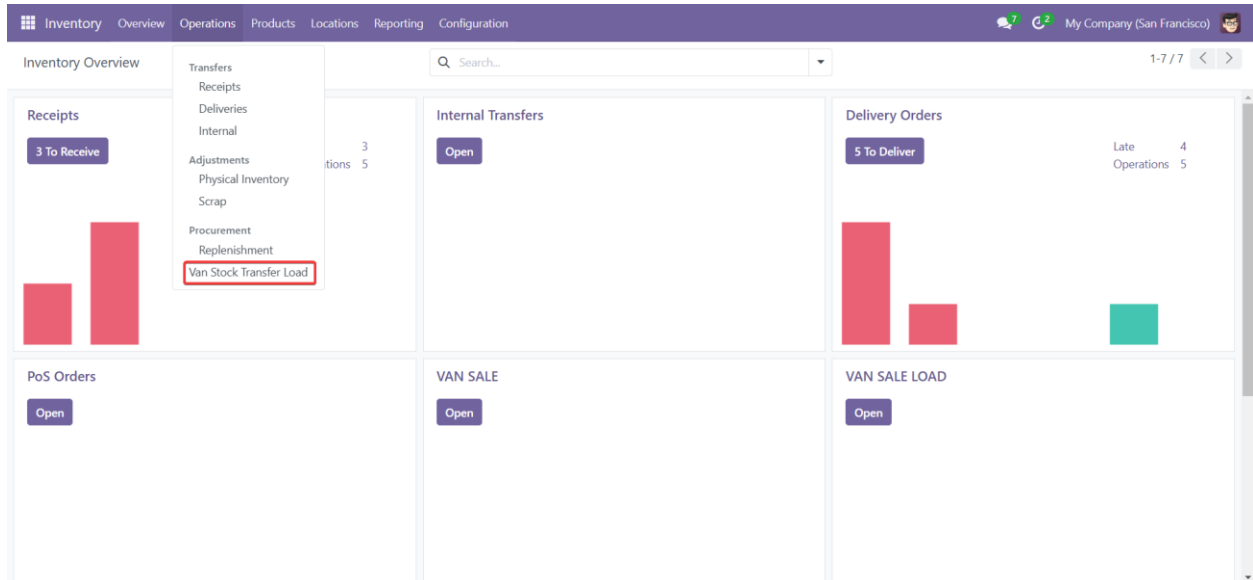 Inventory Overview Operations Products Locations Reporting Configuration 7 2 My Company (San Francisco)
Inventory Overview Search... 1-7 / 7
Transfers
Receipts
Deliveries
Internal
Adjustments
Physical Inventory
Scrap
Procurement
Replenishment
Van Stock Transfer Load
Receipts
3 To Receive
3
tions 5
Internal Transfers
Open
Delivery Orders
5 To Deliver
Late 4
Operations 5
PoS Orders
Open
VAN SALE
Open
VAN SALE LOAD
Open